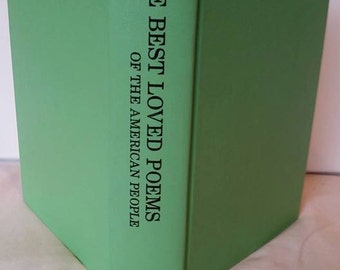 E BEST LOVED POEMS
OF THE AMERICAN PEOPLE